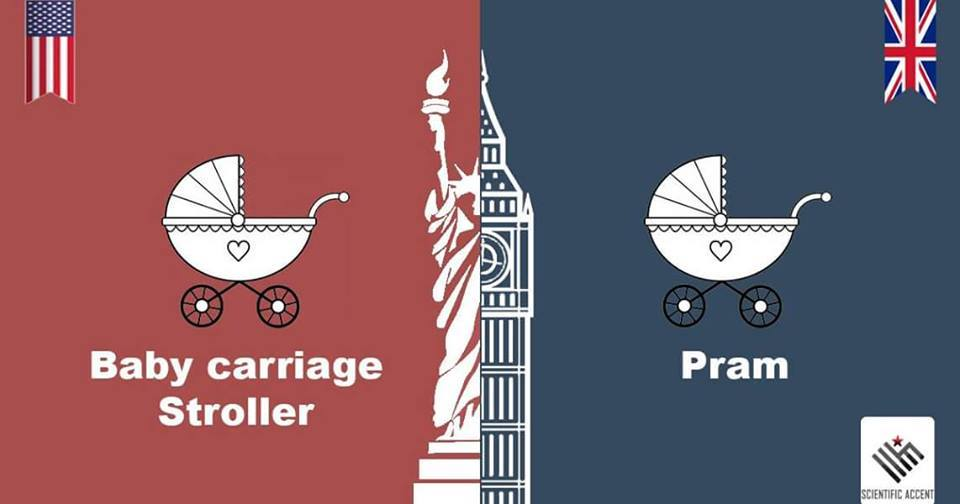 Baby carriage
Stroller
Pram
SCIENTIFIC ACCENT